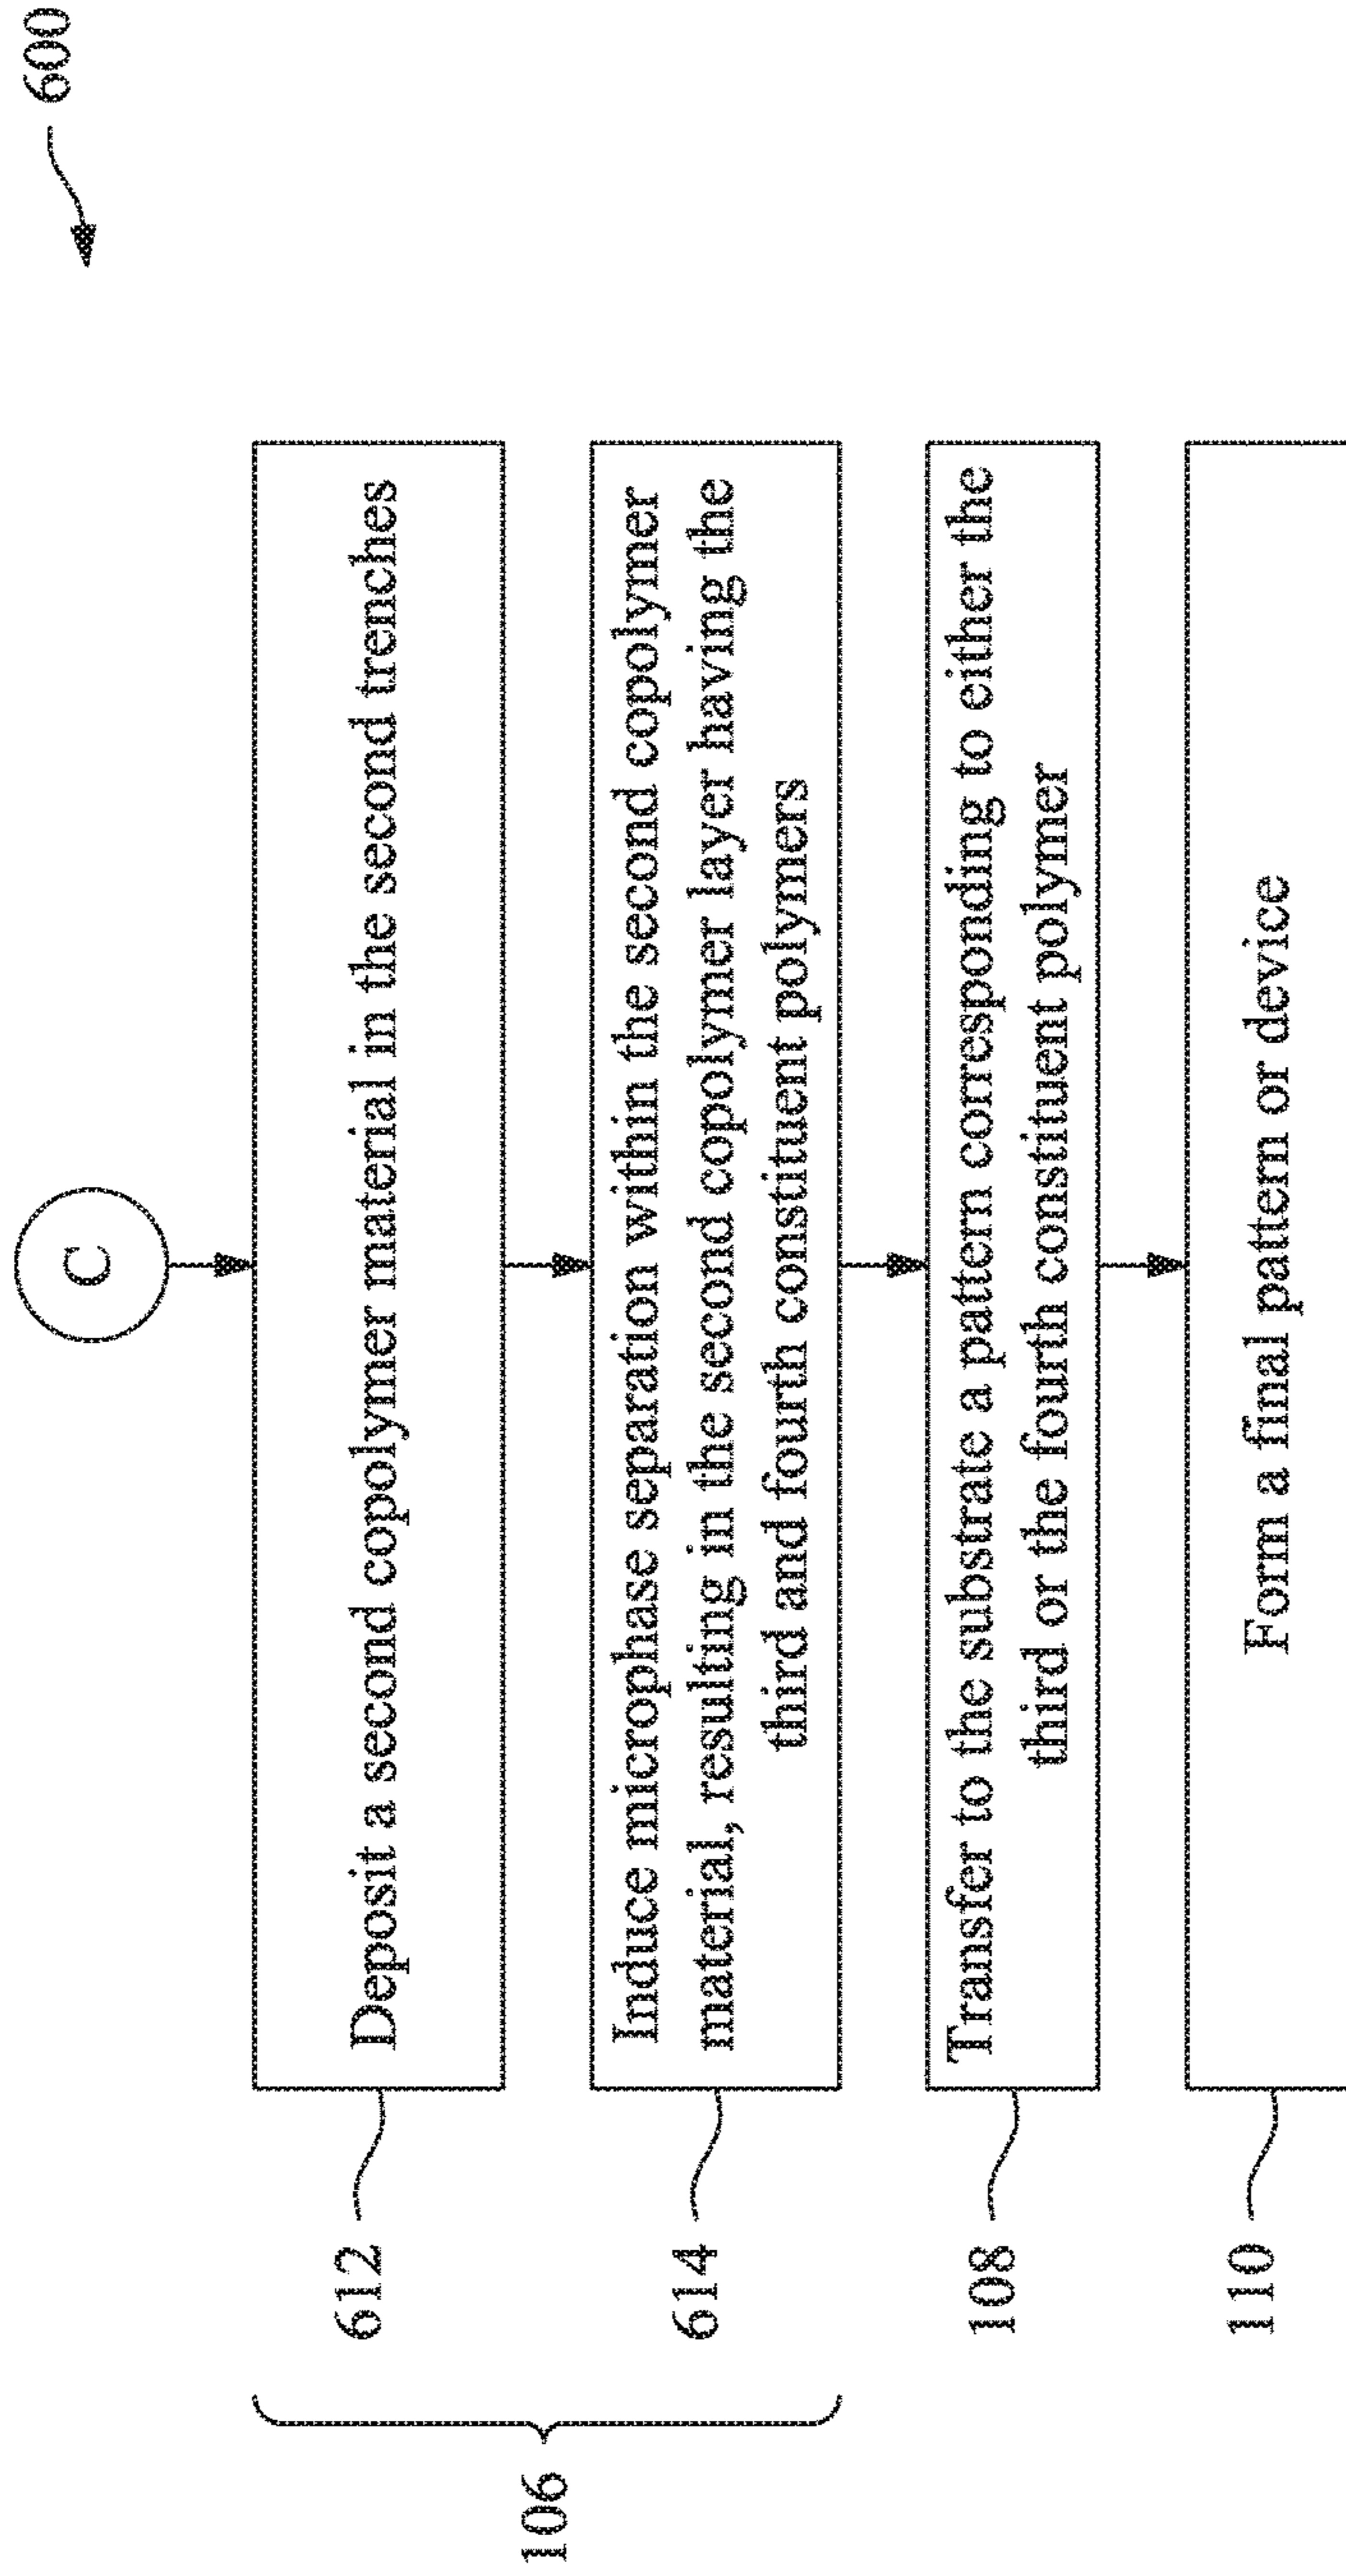 600
C
106
612
Deposit a second copolymer material in the second trenches
614
Induce microphase separation within the second copolymer
material, resulting in the second copolymer layer having the
third and fourth constituent polymers
108
Transfer to the substrate a pattern corresponding to either the
third or the fourth constituent polymer
110
Form a final pattern or device